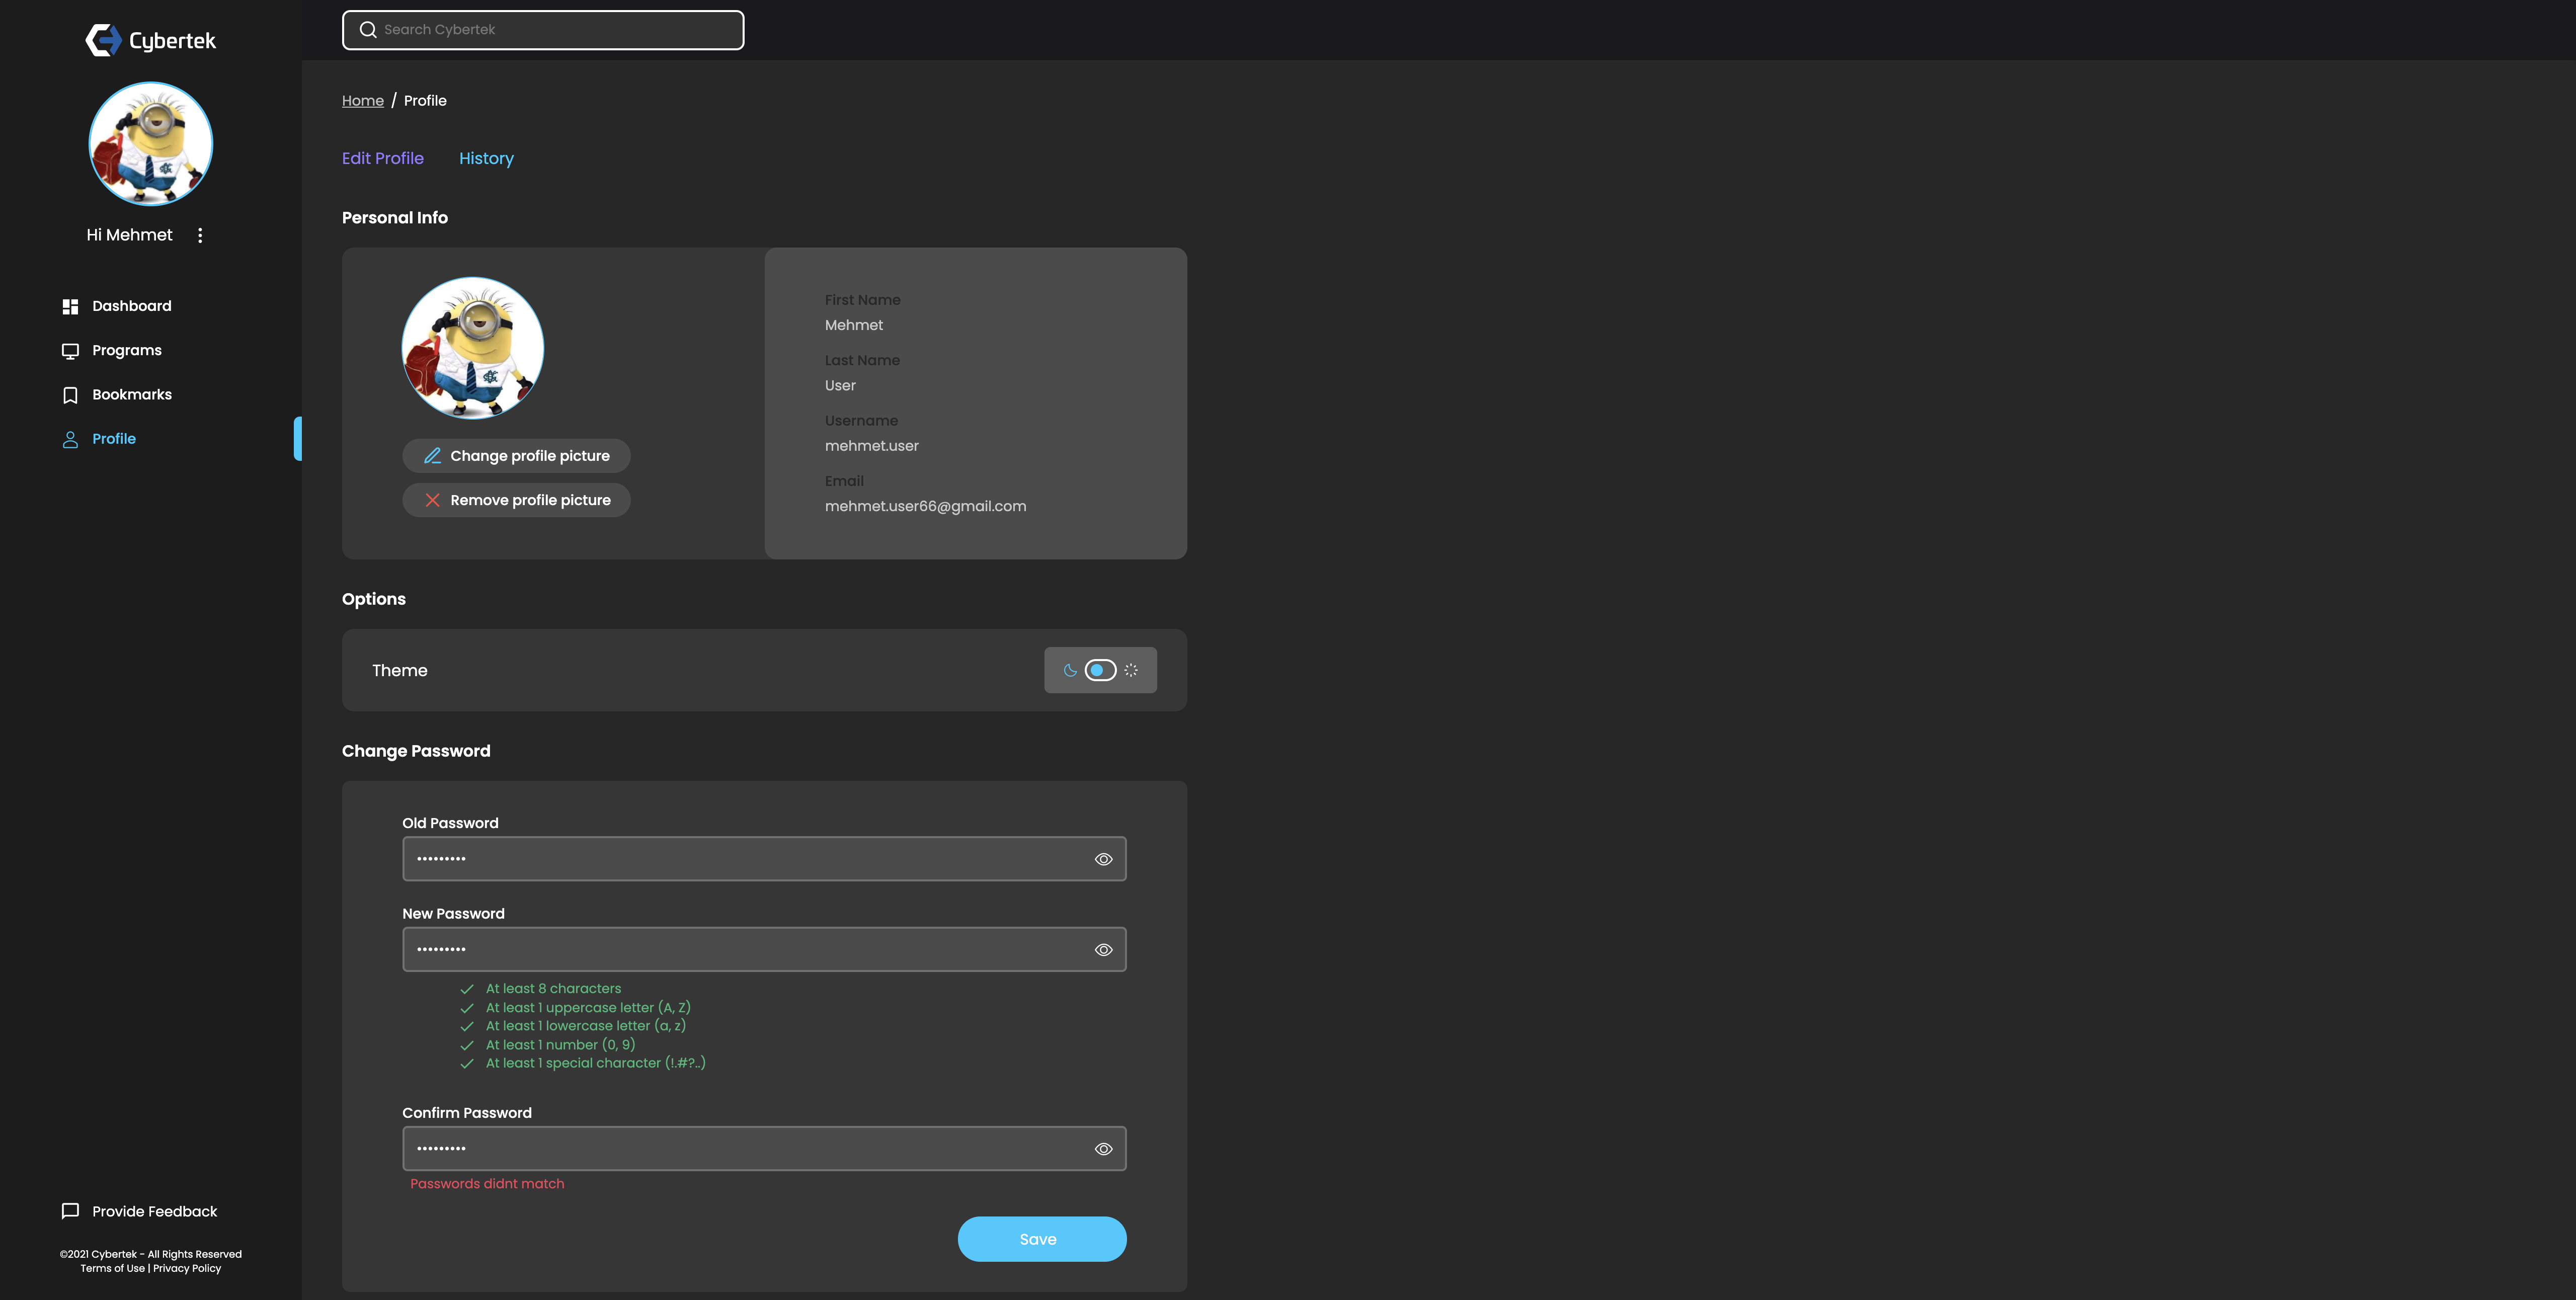 Cybertek
Hi Mehmet
Dashboard
Programs
Bookmarks
Profile
Provide Feedback
©2021 Cybertek - All Rights Reserved
Terms of Use | Privacy Policy
Search Cybertek
Home / Profile
Edit Profile History
Personal Info
Change profile picture
Remove profile picture
First Name
Mehmet
Last Name
User
Username
mehmet.user
Email
mehmet.user66@gmail.com
Options
Theme
Change Password
Old Password
•••••••••
New Password
•••••••••
At least 8 characters
At least 1 uppercase letter (A, Z)
At least 1 lowercase letter (a, z)
At least 1 number (0, 9)
At least 1 special character (!.#?..)
Confirm Password
•••••••••
Passwords didnt match
Save